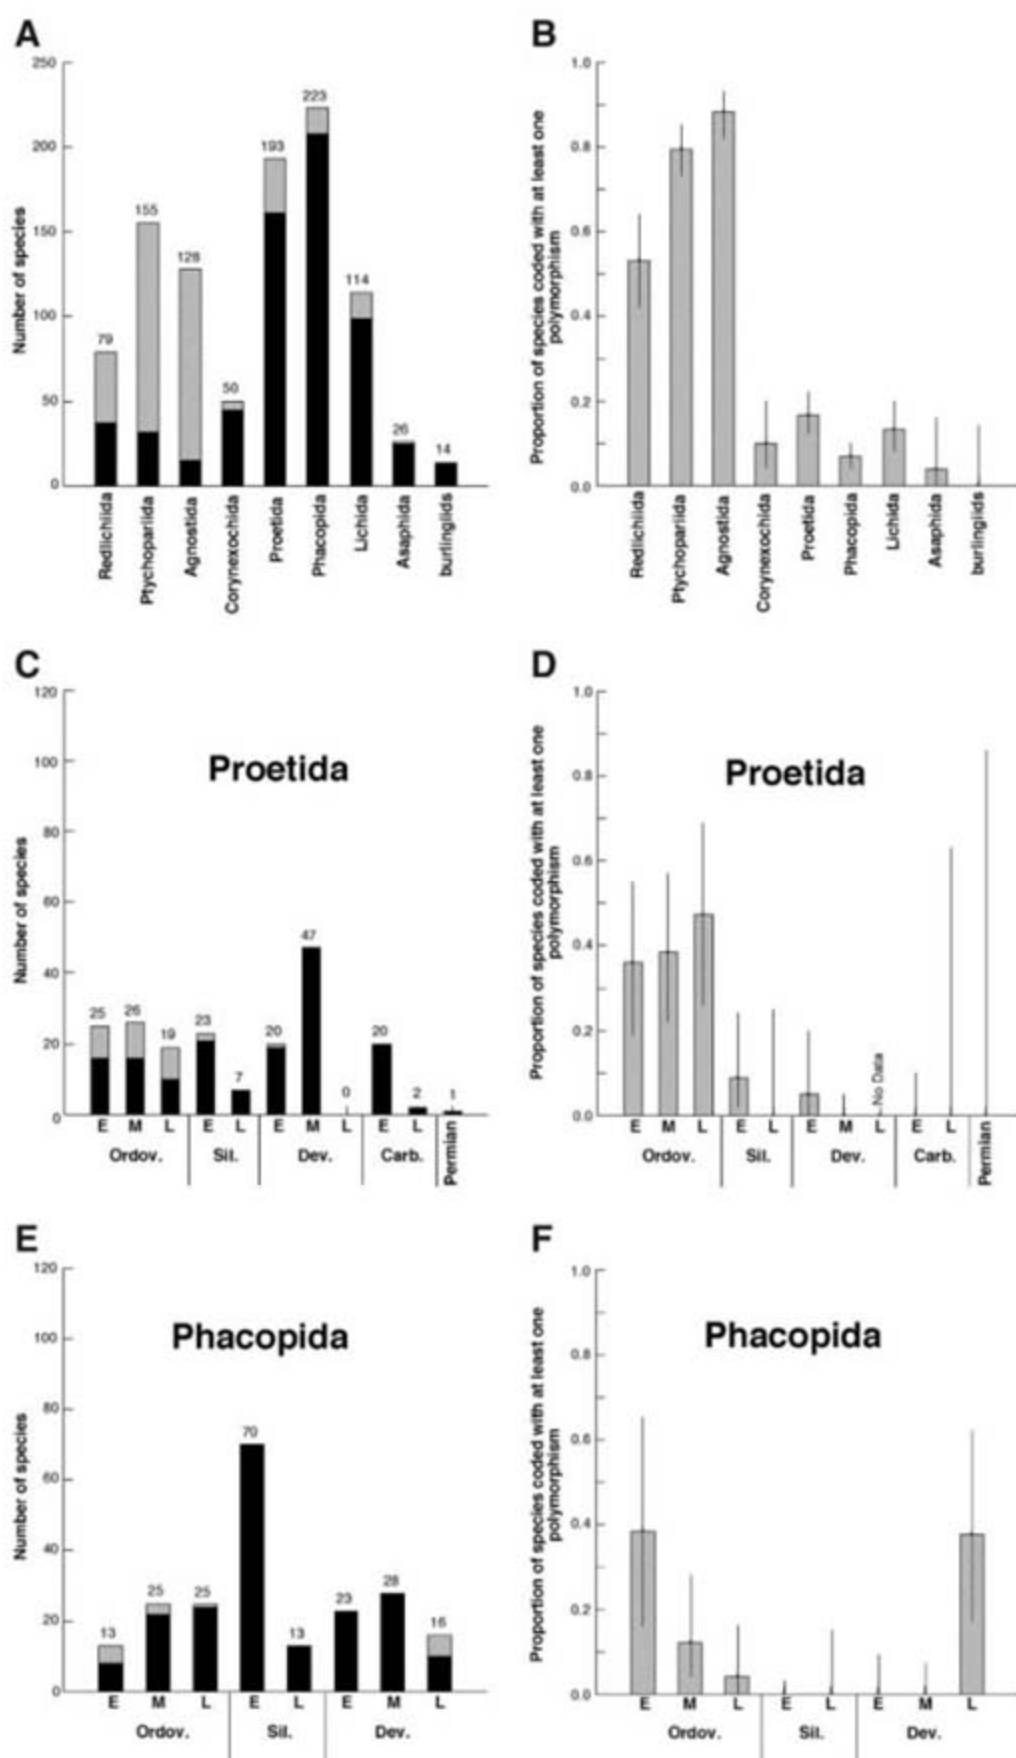 A
250
200
150
100
50
0
Number of species
79
155
128
50
193
223
114
26
14
Redlichiida
Ptychopariida
Agnostida
Corynexochida
Proetida
Phacopida
Lichida
Asaphida
burlingiids
B
1.0
0.8
0.6
0.4
0.2
0.0
Proportion of species coded with at least one
polymorphism
Redlichiida
Ptychopariida
Agnostida
Corynexochida
Proetida
Phacopida
Lichida
Asaphida
burlingiids
C
Proetida
120
100
80
60
40
20
0
Number of species
25
26
19
23
7
20
47
0
20
2
1
E M L E L E M L E L
Ordov. Sil. Dev. Carb. Permian
D
Proetida
1.0
0.8
0.6
0.4
0.2
0.0
Proportion of species coded with at least one
polymorphism
No Data
E M L E L E M L E L
Ordov. Sil. Dev. Carb. Permian
E
Phacopida
120
100
80
60
40
20
0
Number of species
13
25
25
70
13
23
28
16
E M L E L E M L
Ordov. Sil. Dev.
F
Phacopida
1.0
0.8
0.6
0.4
0.2
0.0
Proportion of species coded with at least one
polymorphism
E M L E L E M L
Ordov. Sil. Dev.